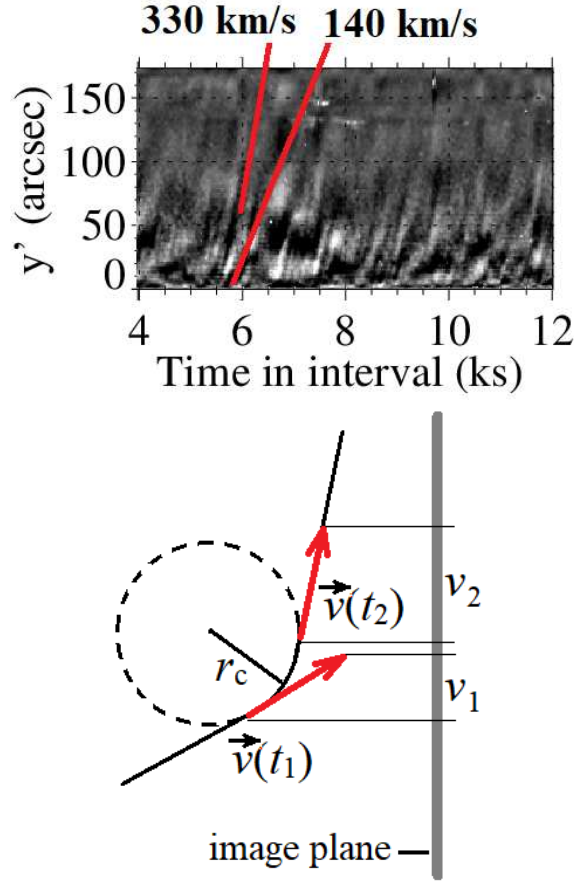 330 km/s 140 km/s
y' (arcsec)
150
100
50
0
4 6 8 10 12
Time in interval (ks)
v(t₂)
v₂
r_c
v₁
v(t₁)
image plane